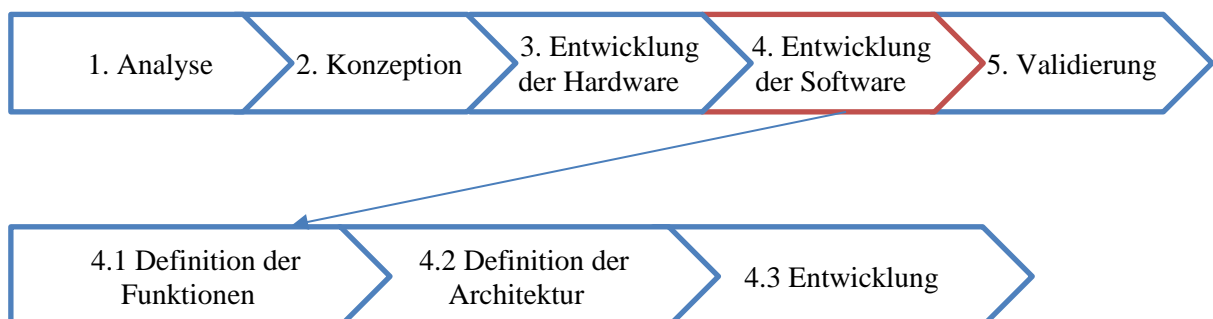 1. Analyse
2. Konzeption
3. Entwicklung
der Hardware
4. Entwicklung
der Software
5. Validierung
4.1 Definition der
Funktionen
4.2 Definition der
Architektur
4.3 Entwicklung